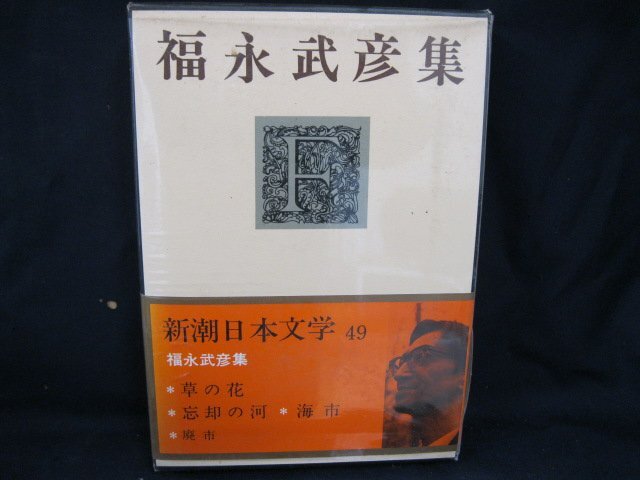 福永武彦集
F
新潮日本文学 49
福永武彦集
*草の花
*忘却の河 *海市
*廃市